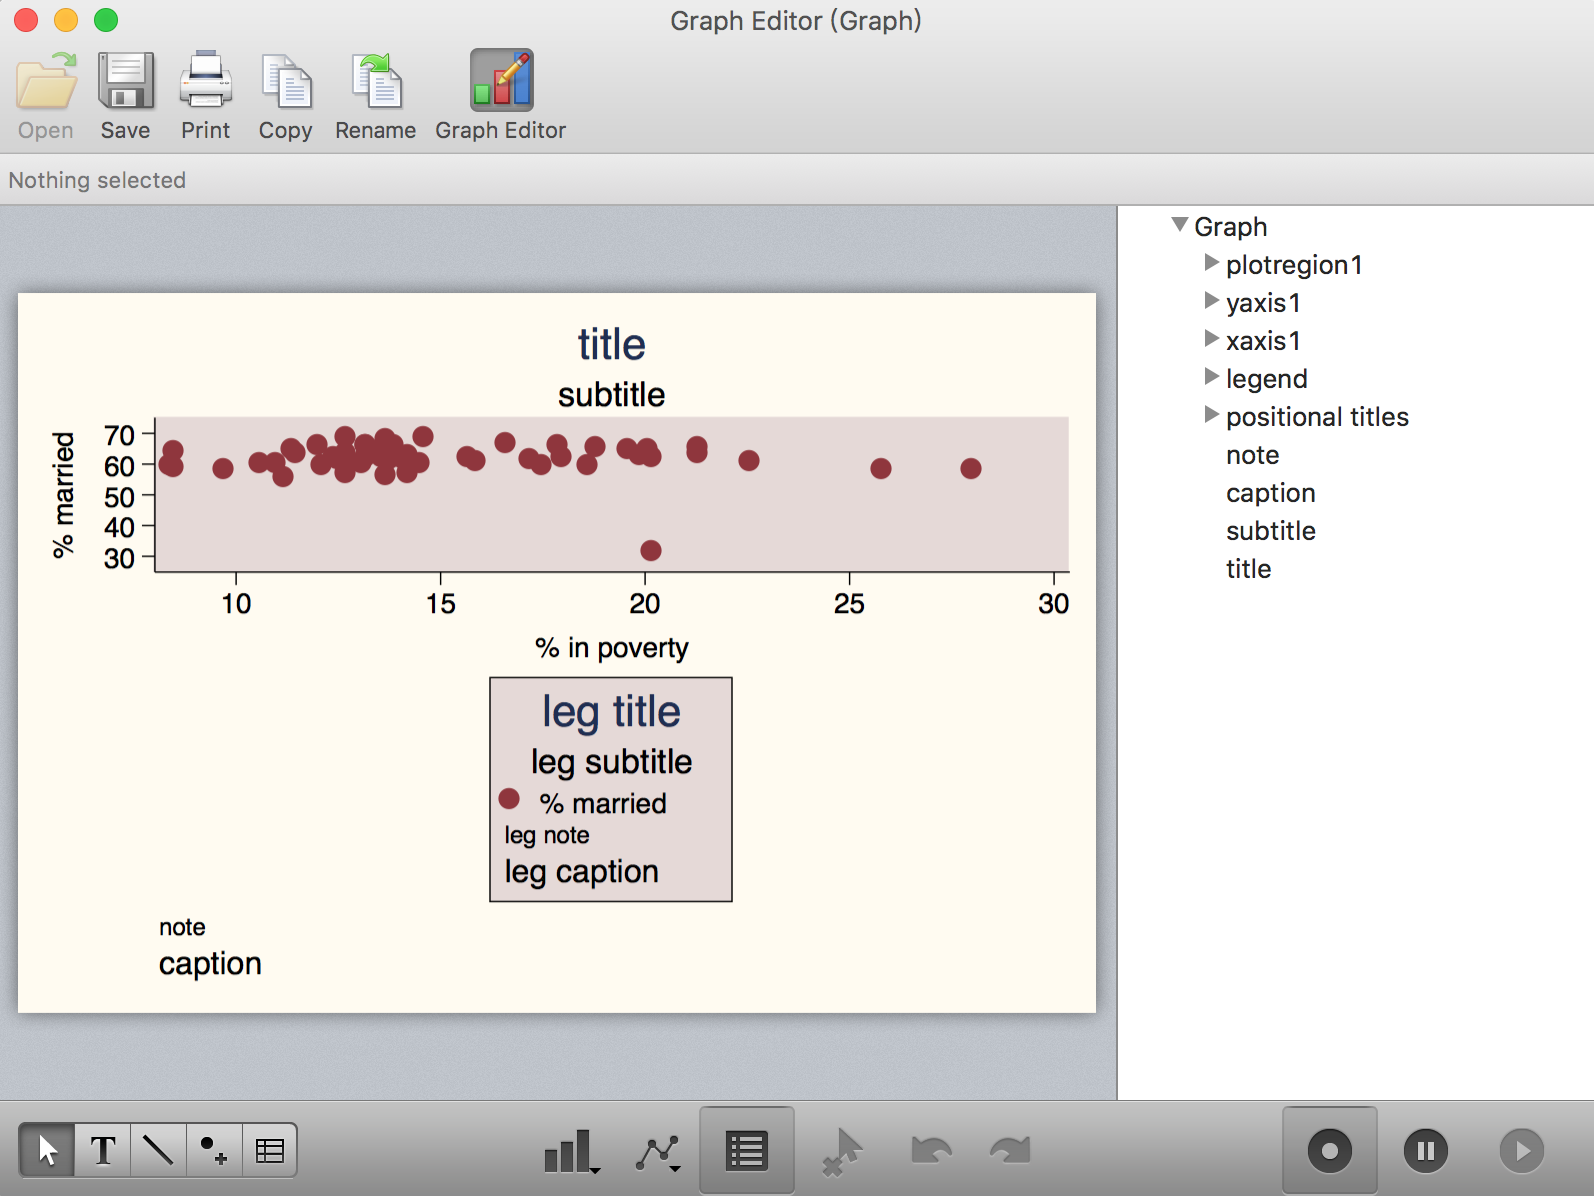 Graph Editor (Graph)
Open Save Print Copy Rename Graph Editor
Nothing selected
title
subtitle
% married
70
60
50
40
30
10 15 20 25 30
% in poverty
leg title
leg subtitle
% married
leg note
leg caption
note
caption
Graph
plotregion1
yaxis1
xaxis1
legend
positional titles
note
caption
subtitle
title
T